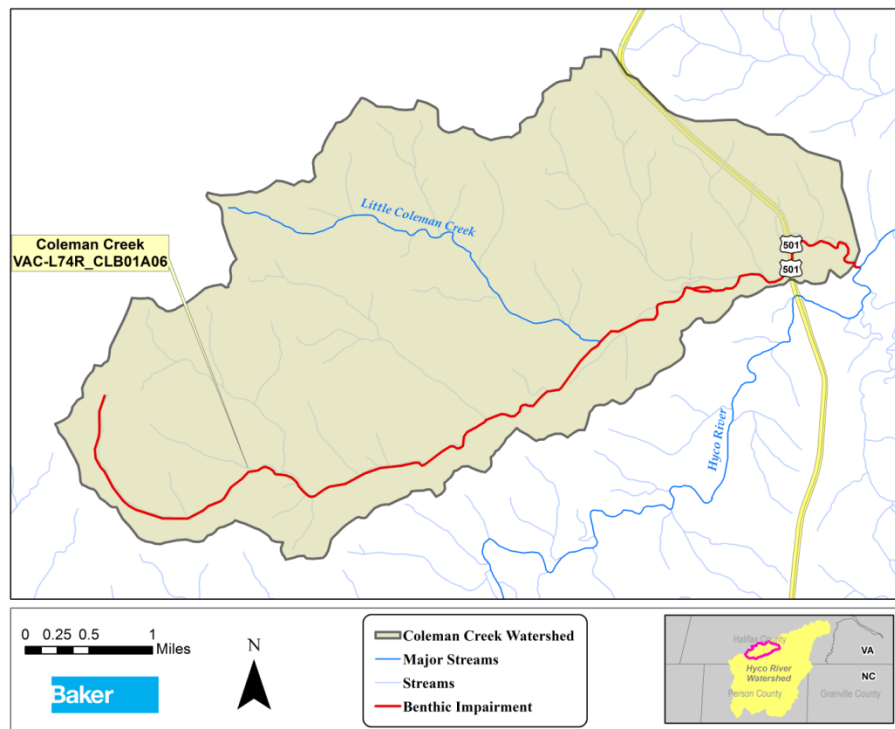 Little Coleman Creek
Coleman Creek
VAC-L74R_CLB01A06
501
501
Hyco River
0 0.25 0.5 1
Miles
N
Baker
Coleman Creek Watershed
Major Streams
Streams
Benthic Impairment
Halifax County
VA
Hyco River
Watershed
NC
Person County
Granville County